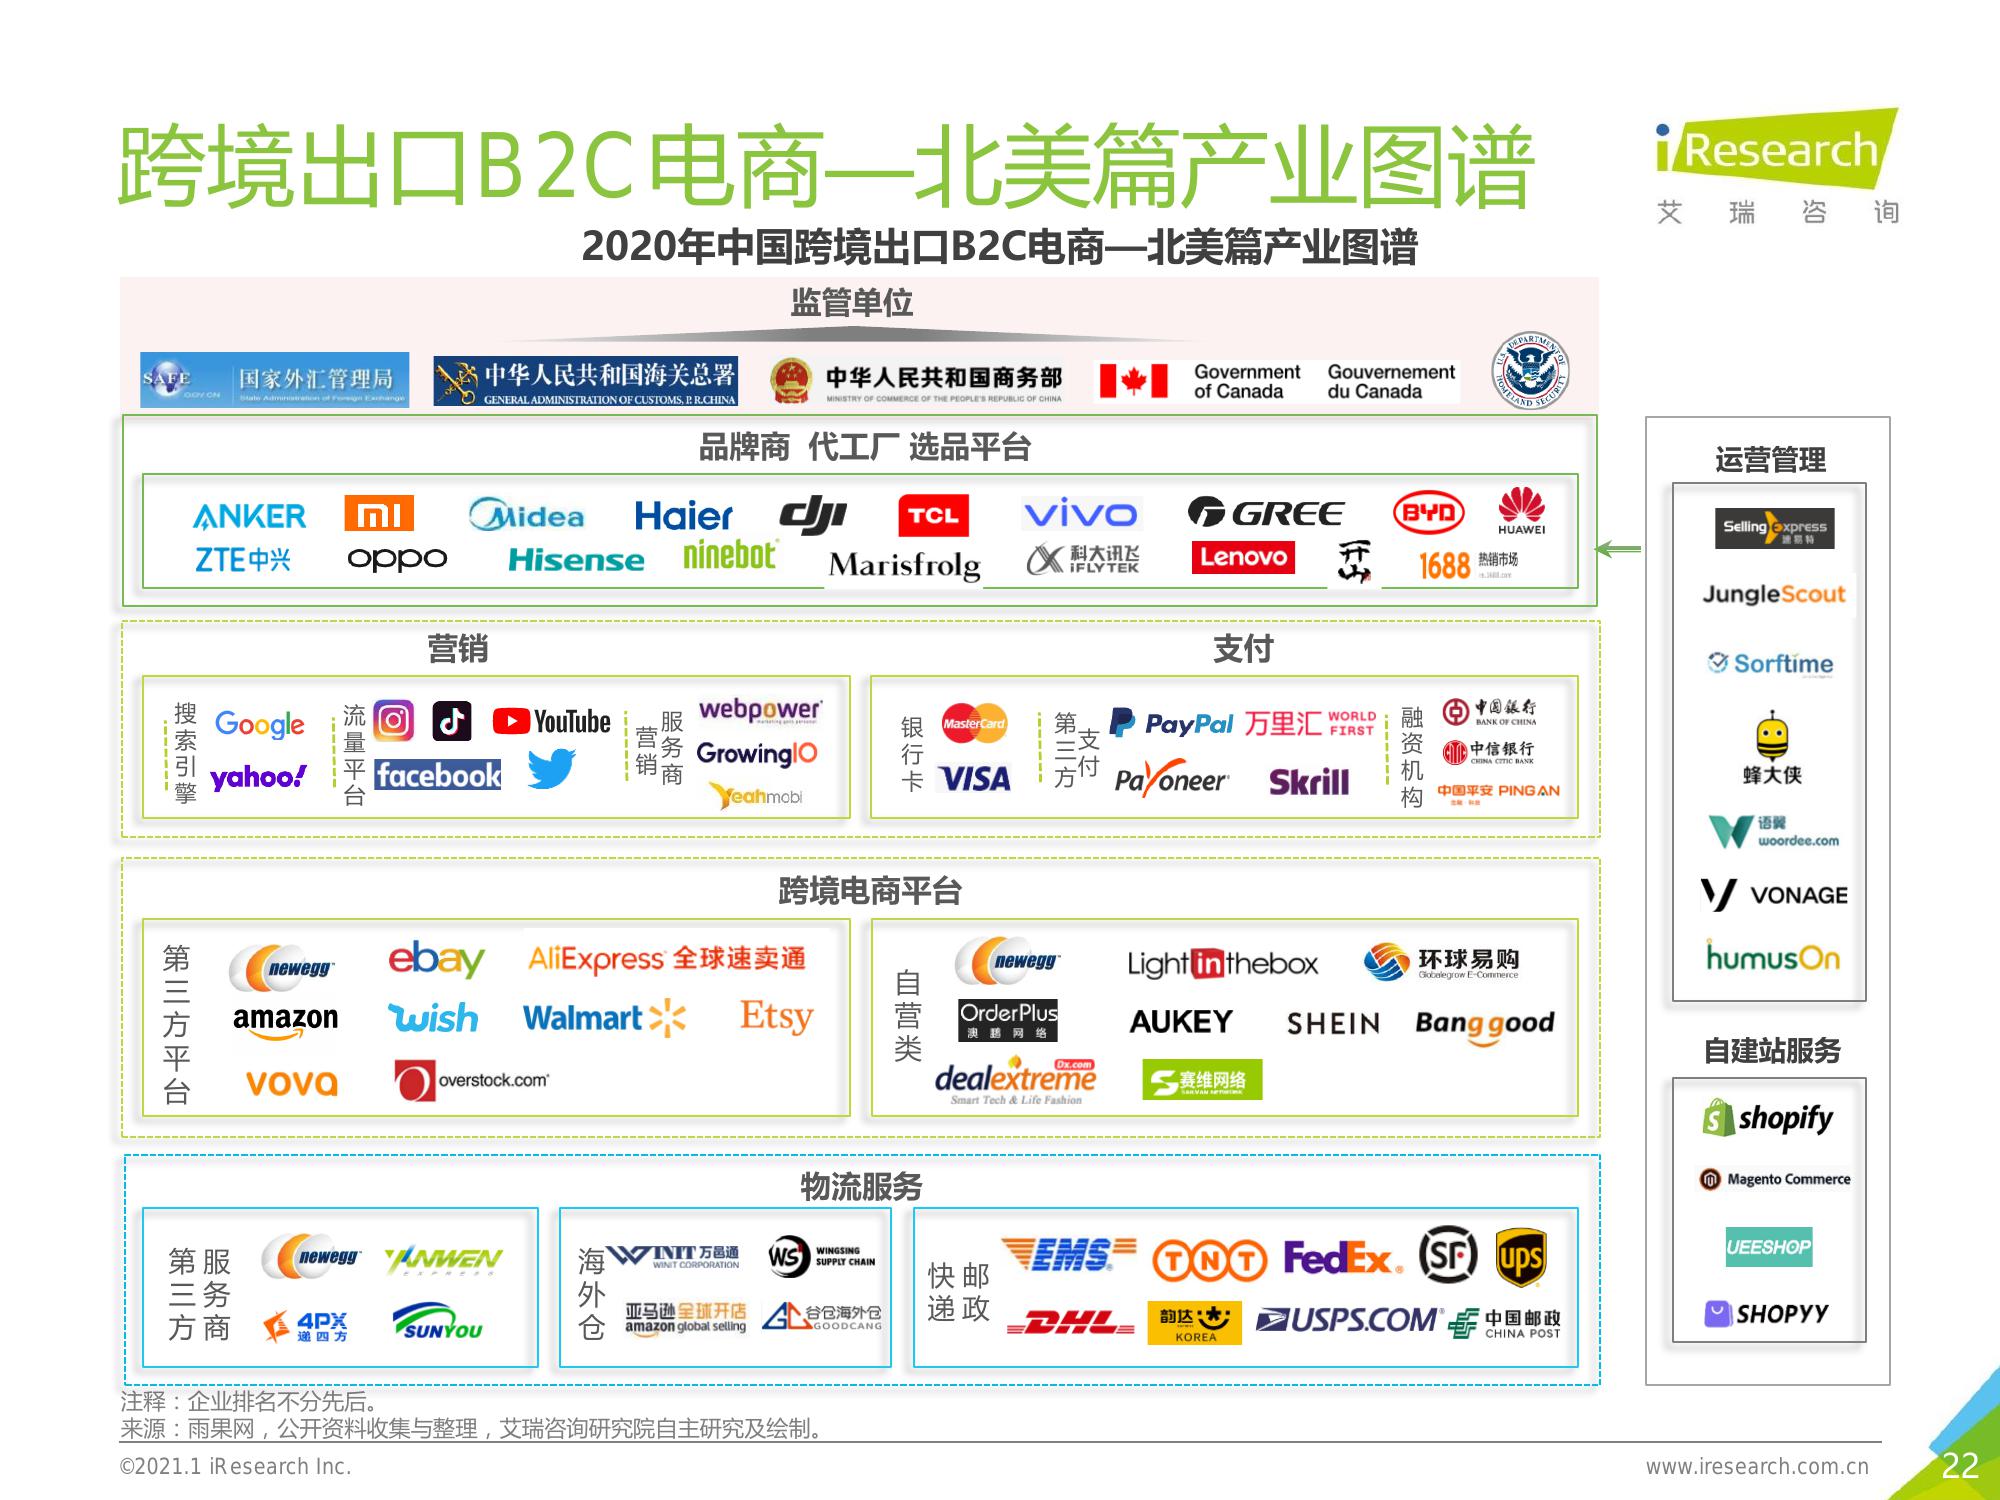 跨境出口B2C电商—北美篇产业图谱
iResearch
艾瑞咨询
2020年中国跨境出口B2C电商—北美篇产业图谱
监管单位
SAFE
.GOV.CN
国家外汇管理局
State Administration of Foreign Exchange
中华人民共和国海关总署
GENERAL ADMINISTRATION OF CUSTOMS, P. R.CHINA
中华人民共和国商务部
MINISTRY OF COMMERCE OF THE PEOPLE'S REPUBLIC OF CHINA
Government of Canada
Gouvernement du Canada
U.S. DEPARTMENT OF HOMELAND SECURITY
品牌商 代工厂 选品平台
ANKER
mi
Midea
Haier
dji
TCL
vivo
GREE
BYD
HUAWEI
ZTE中兴
oppo
Hisense
ninebot
Marisfrolg
科大讯飞
iFLYTEK
Lenovo
1688 热销市场
营销
搜索引擎
Google
yahoo!
流量平台
YouTube
facebook
营销服务商
webpower
GrowingIO
Yeahmobi
支付
银行卡
MasterCard
VISA
第三方支付
PayPal
万里汇 WORLD FIRST
Payoneer
Skrill
融资机构
中国银行
BANK OF CHINA
中信银行
CHINA CITIC BANK
中国平安 PING AN
金融·科技
跨境电商平台
第三方平台
newegg
ebay
AliExpress 全球速卖通
amazon
wish
Walmart
Etsy
vova
overstock.com
自营类
newegg
Lightinthebox
环球易购
Globalegrow E-Commerce
OrderPlus
澳鹏网络
AUKEY
SHEIN
Banggood
Dx.com
dealextreme
Smart Tech & Life Fashion
赛维网络
SAILVAN NETWORK
物流服务
第三方服务商
newegg
YANWEN
EXPRESS
4PX
递四方
SUNYOU
海外仓
WINIT 万邑通
WINIT CORPORATION
WS
WINGSING SUPPLY CHAIN
亚马逊全球开店
amazon global selling
谷仓海外仓
GOODCANG
快递邮政
EMS
TNT
FedEx
SF
ups
DHL
韵达
KOREA
USPS.COM
中国邮政
CHINA POST
运营管理
SellingExpress
速易特
JungleScout
Sorftime
蜂大侠
语翼
woordee.com
VONAGE
humusOn
自建站服务
shopify
Magento Commerce
UEESHOP
SHOPYY
注释：企业排名不分先后。
来源：雨果网，公开资料收集与整理，艾瑞咨询研究院自主研究及绘制。
©2021.1 iResearch Inc.
www.iresearch.com.cn
22